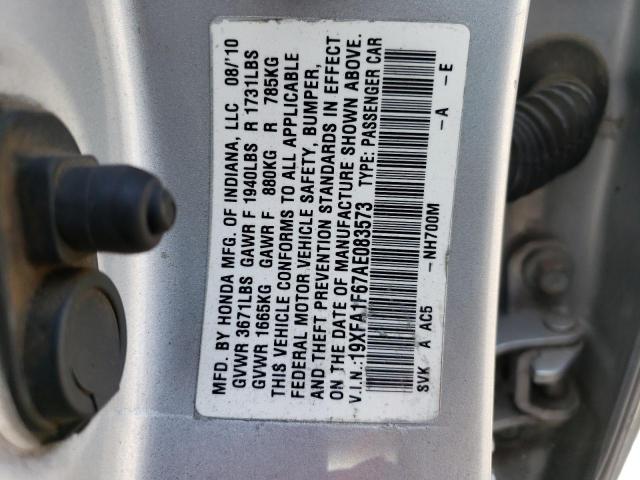 MFD. BY HONDA MFG. OF INDIANA, LLC 08/'10
GVWR 3671LBS GAWR F 1940LBS R 1731LBS
GVWR 1665KG GAWR F 880KG R 785KG
THIS VEHICLE CONFORMS TO ALL APPLICABLE
FEDERAL MOTOR VEHICLE SAFETY, BUMPER,
AND THEFT PREVENTION STANDARDS IN EFFECT
ON THE DATE OF MANUFACTURE SHOWN ABOVE.
V.I.N.: 19XFA1F67AE083573 TYPE: PASSENGER CAR
SVK A AC5 -NH700M -A -E